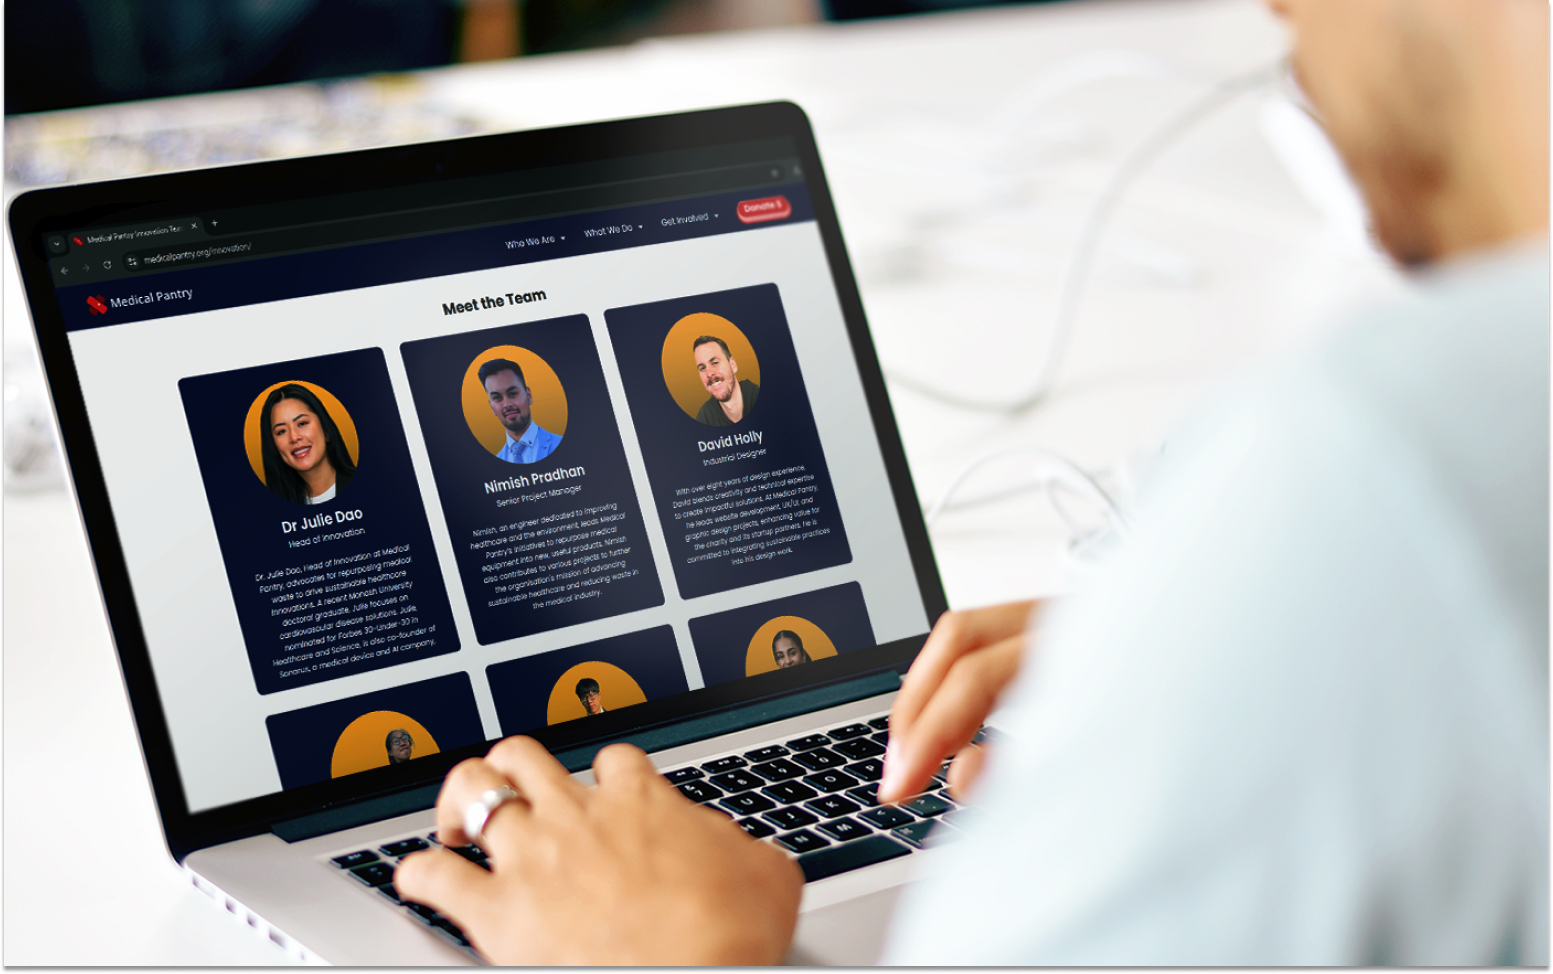 Medical Pantry Innovation Tea
medicalpantry.org/innovation/
Medical Pantry
Who We Are
What We Do
Get Involved
Donate $
Meet the Team
Dr Julie Dao
Head of Innovation
Dr. Julie Dao, Head of Innovation at Medical
Pantry, advocates for repurposing medical
waste to drive sustainable healthcare
innovations. A recent Monash University
doctoral graduate, Julie focuses on
cardiovascular disease solutions. Julie,
nominated for Forbes 30-Under-30 in
Healthcare and Science, is also co-founder of
Sonarus, a medical device and AI company.
Nimish Pradhan
Senior Project Manager
Nimish, an engineer dedicated to improving
healthcare and the environment, leads Medical
Pantry's initiatives to repurpose medical
equipment into new, useful products. Nimish
also contributes to various projects to further
the organisation's mission of advancing
sustainable healthcare and reducing waste in
the medical industry.
David Holly
Industrial Designer
With over eight years of design experience,
David blends creativity and technical expertise
to create impactful solutions. At Medical Pantry,
he leads website development, UX/UI, and
graphic design projects, enhancing value for
the charity and its startup partners. He is
committed to integrating sustainable practices
into his design work.